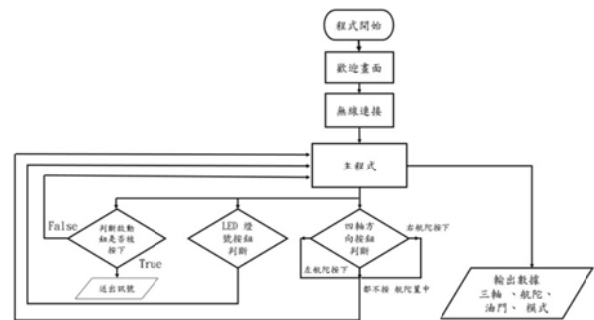 程式開始
歡迎畫面
無線連接
主程式
False
判斷啟動
鈕是否被
按下
True
送出訊號
LED 燈
號按鈕
判斷
四軸方
向按鈕
判斷
右航陀按下
左航陀按下
都不按 航陀置中
輸出數據
三軸 、航陀、
油門、 模式